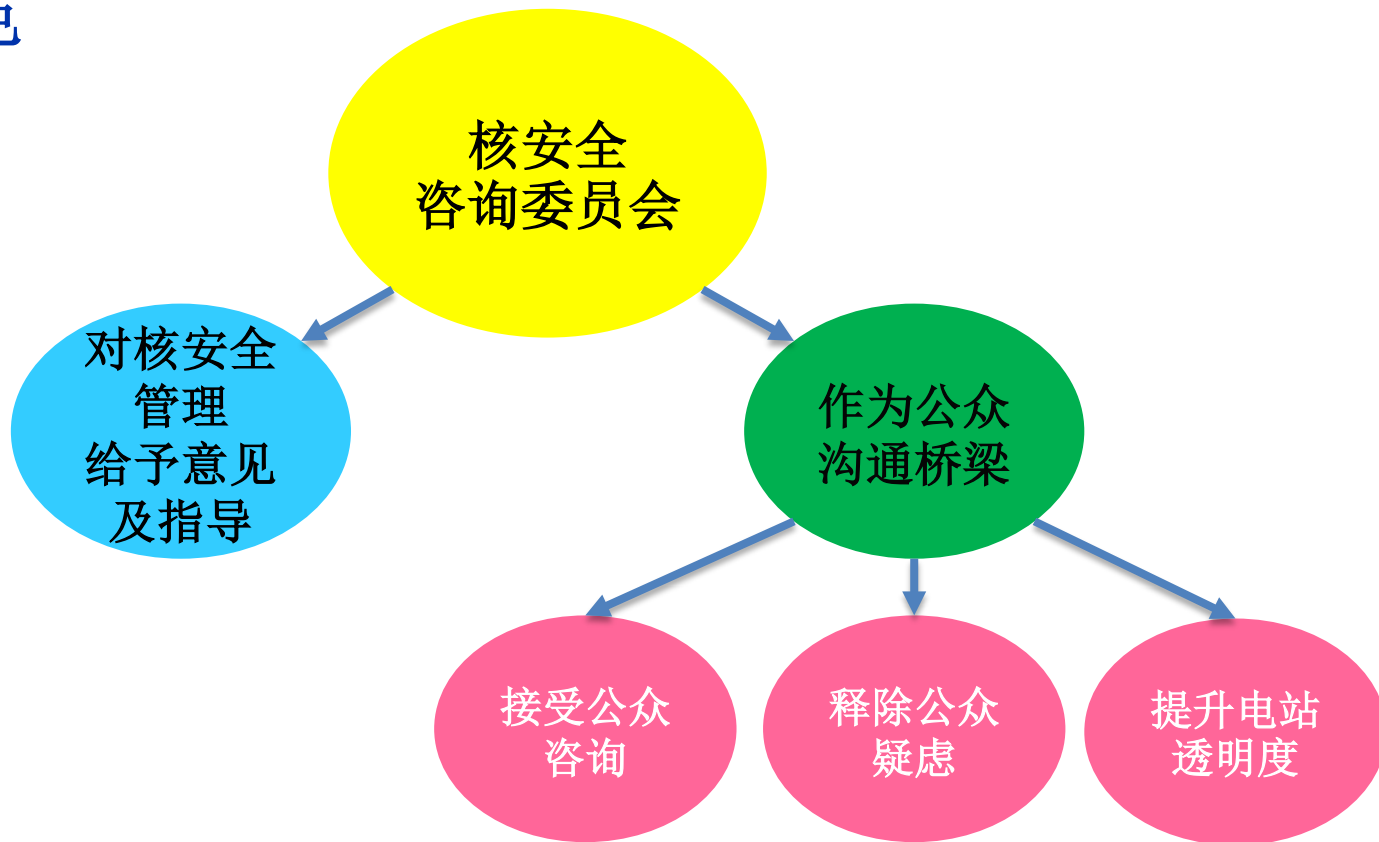 核安全
咨询委员会
对核安全
管理
给予意见
及指导
作为公众
沟通桥梁
接受公众
咨询
释除公众
疑虑
提升电站
透明度